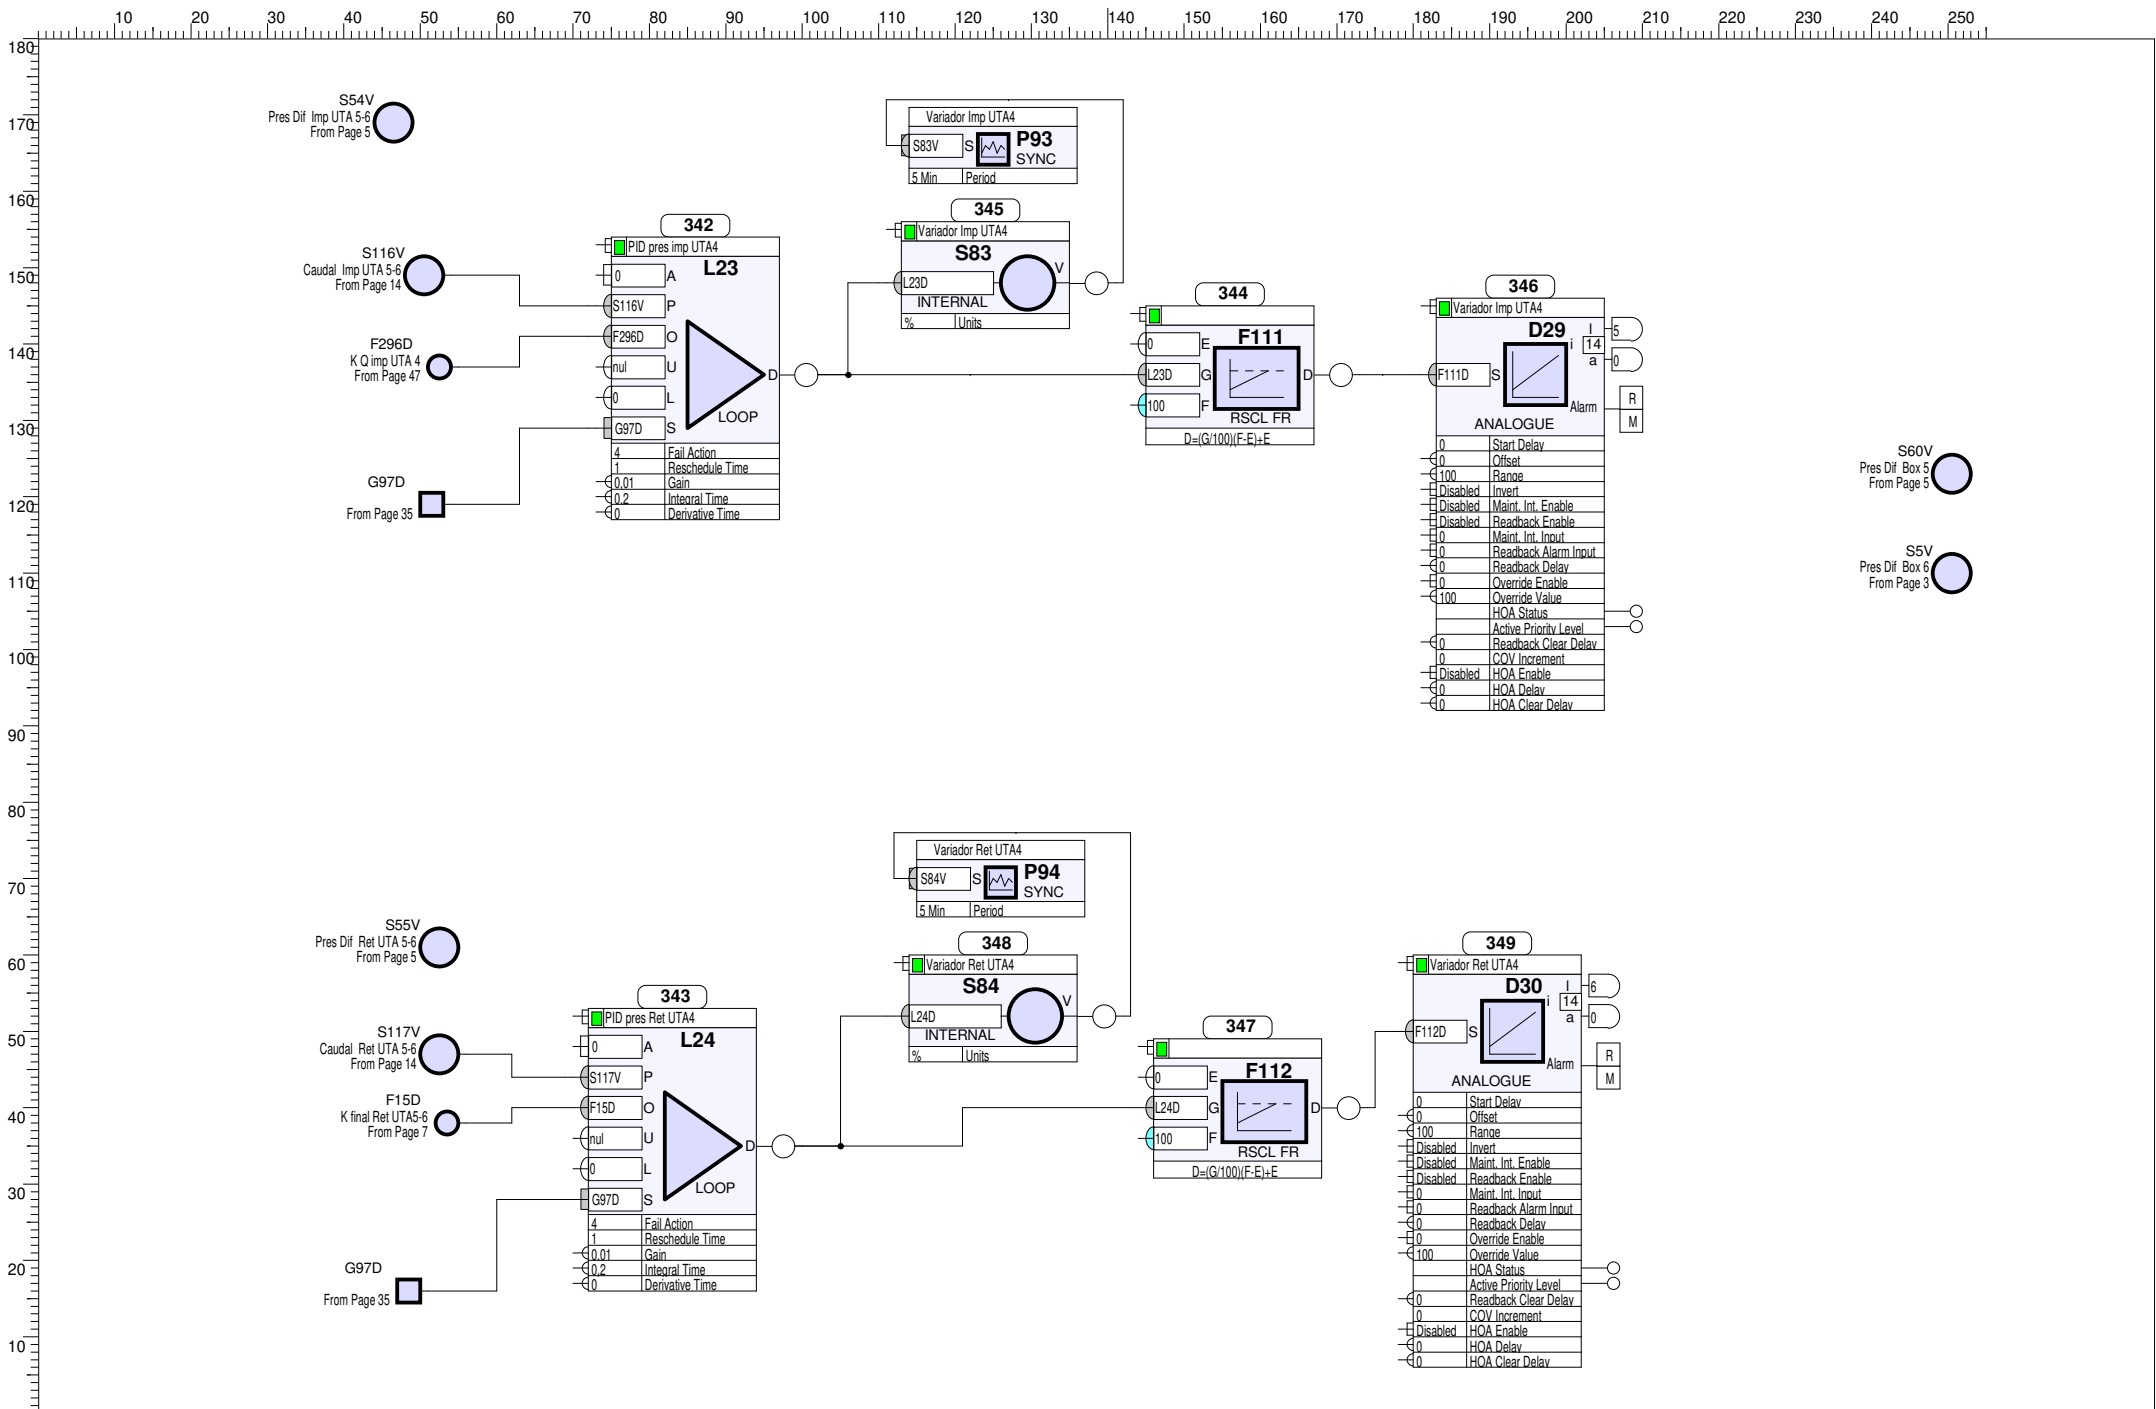 10 20 30 40 50 60 70 80 90 100 110 120 130 140 150 160 170 180 190 200 210 220 230 240 250
180
170
160
150
140
130
120
110
100
90
80
70
60
50
40
30
20
10
S54V
Pres Dif Imp UTA 5-6
From Page 5
S116V
Caudal Imp UTA 5-6
From Page 14
F296D
K Q imp UTA 4
From Page 47
G97D
From Page 35
342
PID pres imp UTA4
L23
0 A
S116V P
F296D O
nul U
0 L
G97D S
D
LOOP
4 Fail Action
1 Reschedule Time
0.01 Gain
0.2 Integral Time
0 Derivative Time
Variador Imp UTA4
S83V S P93
SYNC
5 Min Period
345
Variador Imp UTA4
S83
L23D V
INTERNAL
% Units
344
F111
0 E
L23D G D
100 F
RSCL FR
D=(G/100)(F-E)+E
346
Variador Imp UTA4
D29
I 5
i 14
a 0
F111D S
Alarm
R
M
ANALOGUE
0 Start Delay
0 Offset
100 Range
Disabled Invert
Disabled Maint. Int. Enable
Disabled Readback Enable
0 Maint. Int. Input
0 Readback Alarm Input
0 Readback Delay
0 Override Enable
100 Override Value
HOA Status
Active Priority Level
0 Readback Clear Delay
0 COV Increment
Disabled HOA Enable
0 HOA Delay
0 HOA Clear Delay
S60V
Pres Dif Box 5
From Page 5
S5V
Pres Dif Box 6
From Page 3
S55V
Pres Dif Ret UTA 5-6
From Page 5
S117V
Caudal Ret UTA 5-6
From Page 14
F15D
K final Ret UTA5-6
From Page 7
G97D
From Page 35
343
PID pres Ret UTA4
L24
0 A
S117V P
F15D O
nul U
0 L
G97D S
D
LOOP
4 Fail Action
1 Reschedule Time
0.01 Gain
0.2 Integral Time
0 Derivative Time
Variador Ret UTA4
S84V S P94
SYNC
5 Min Period
348
Variador Ret UTA4
S84
L24D V
INTERNAL
% Units
347
F112
0 E
L24D G D
100 F
RSCL FR
D=(G/100)(F-E)+E
349
Variador Ret UTA4
D30
I 6
i 14
a 0
F112D S
Alarm
R
M
ANALOGUE
0 Start Delay
0 Offset
100 Range
Disabled Invert
Disabled Maint. Int. Enable
Disabled Readback Enable
0 Maint. Int. Input
0 Readback Alarm Input
0 Readback Delay
0 Override Enable
100 Override Value
HOA Status
Active Priority Level
0 Readback Clear Delay
0 COV Increment
Disabled HOA Enable
0 HOA Delay
0 HOA Clear Delay